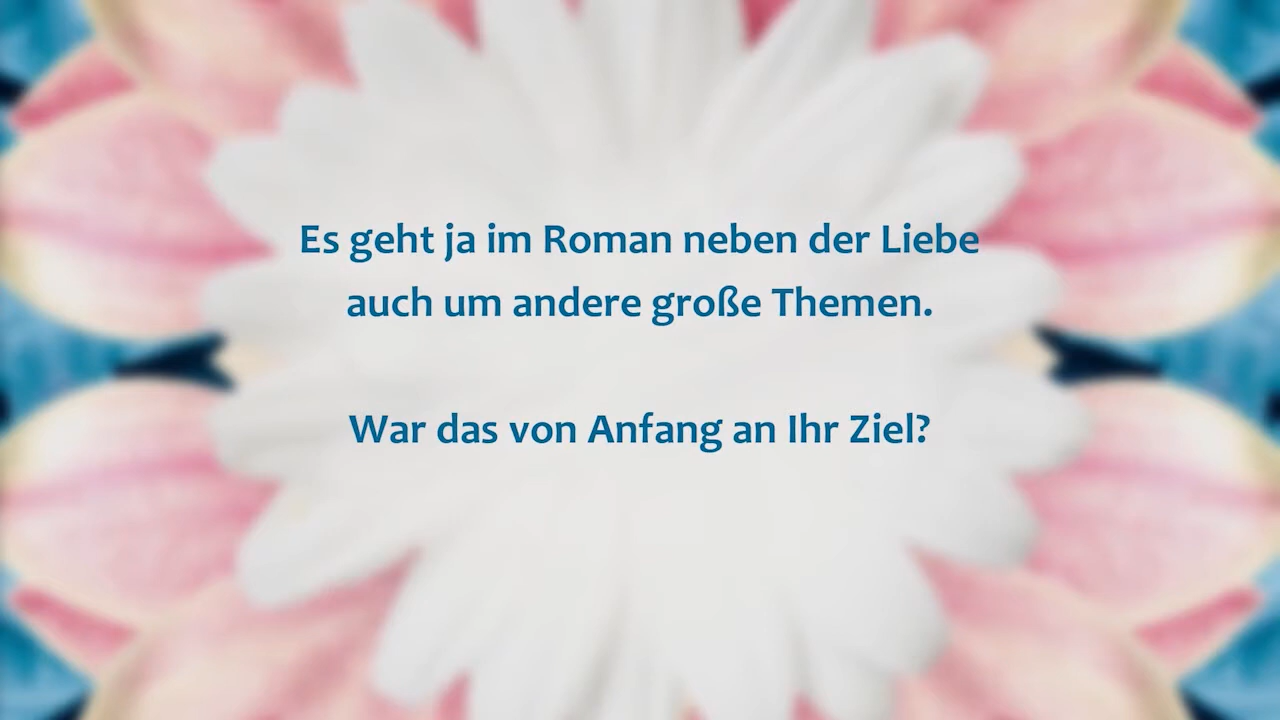 Es geht ja im Roman neben der Liebe
auch um andere große Themen.
War das von Anfang an Ihr Ziel?